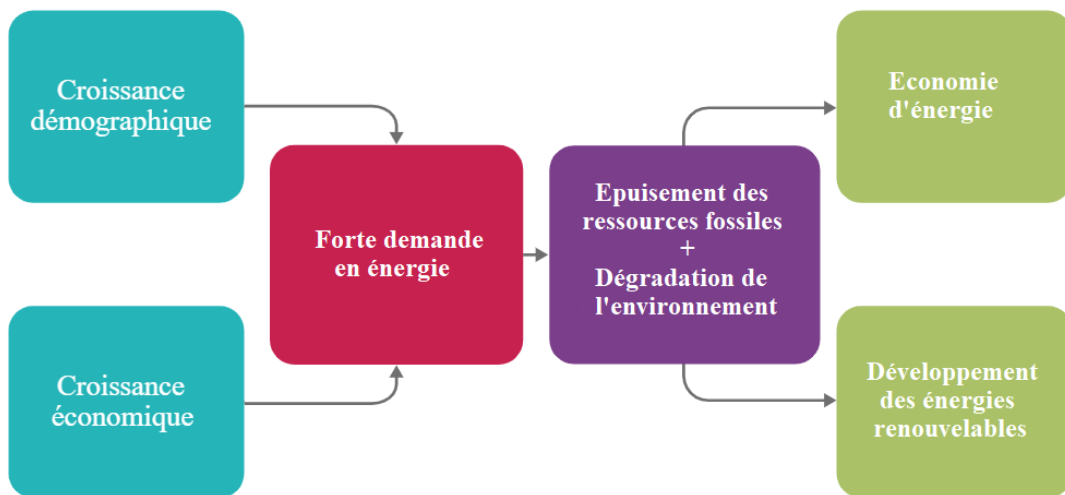 Croissance
démographique
Croissance
économique
Forte demande
en énergie
Epuisement des
ressources fossiles
+
Dégradation de
l'environnement
Economie
d'énergie
Développement
des énergies
renouvelables